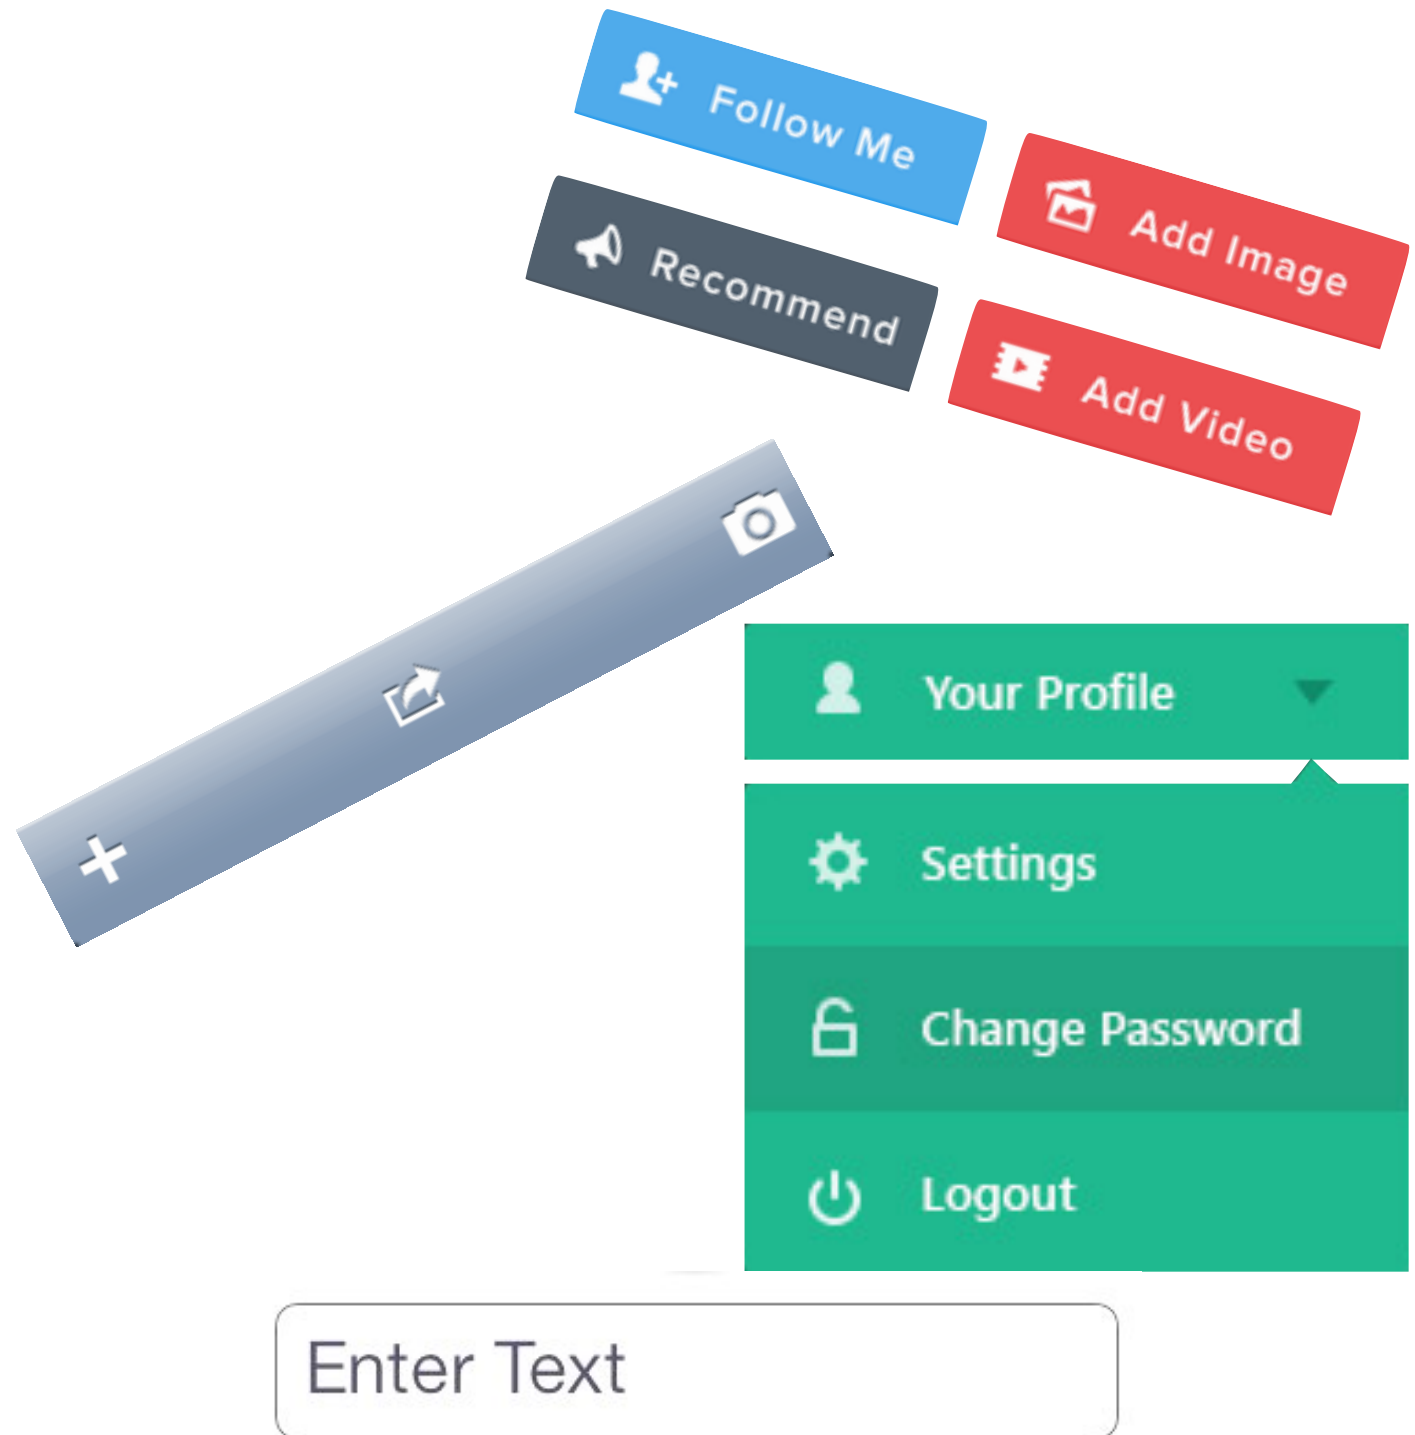 Follow Me
Add Image
Recommend
Add Video
Your Profile
Settings
Change Password
Logout
Enter Text